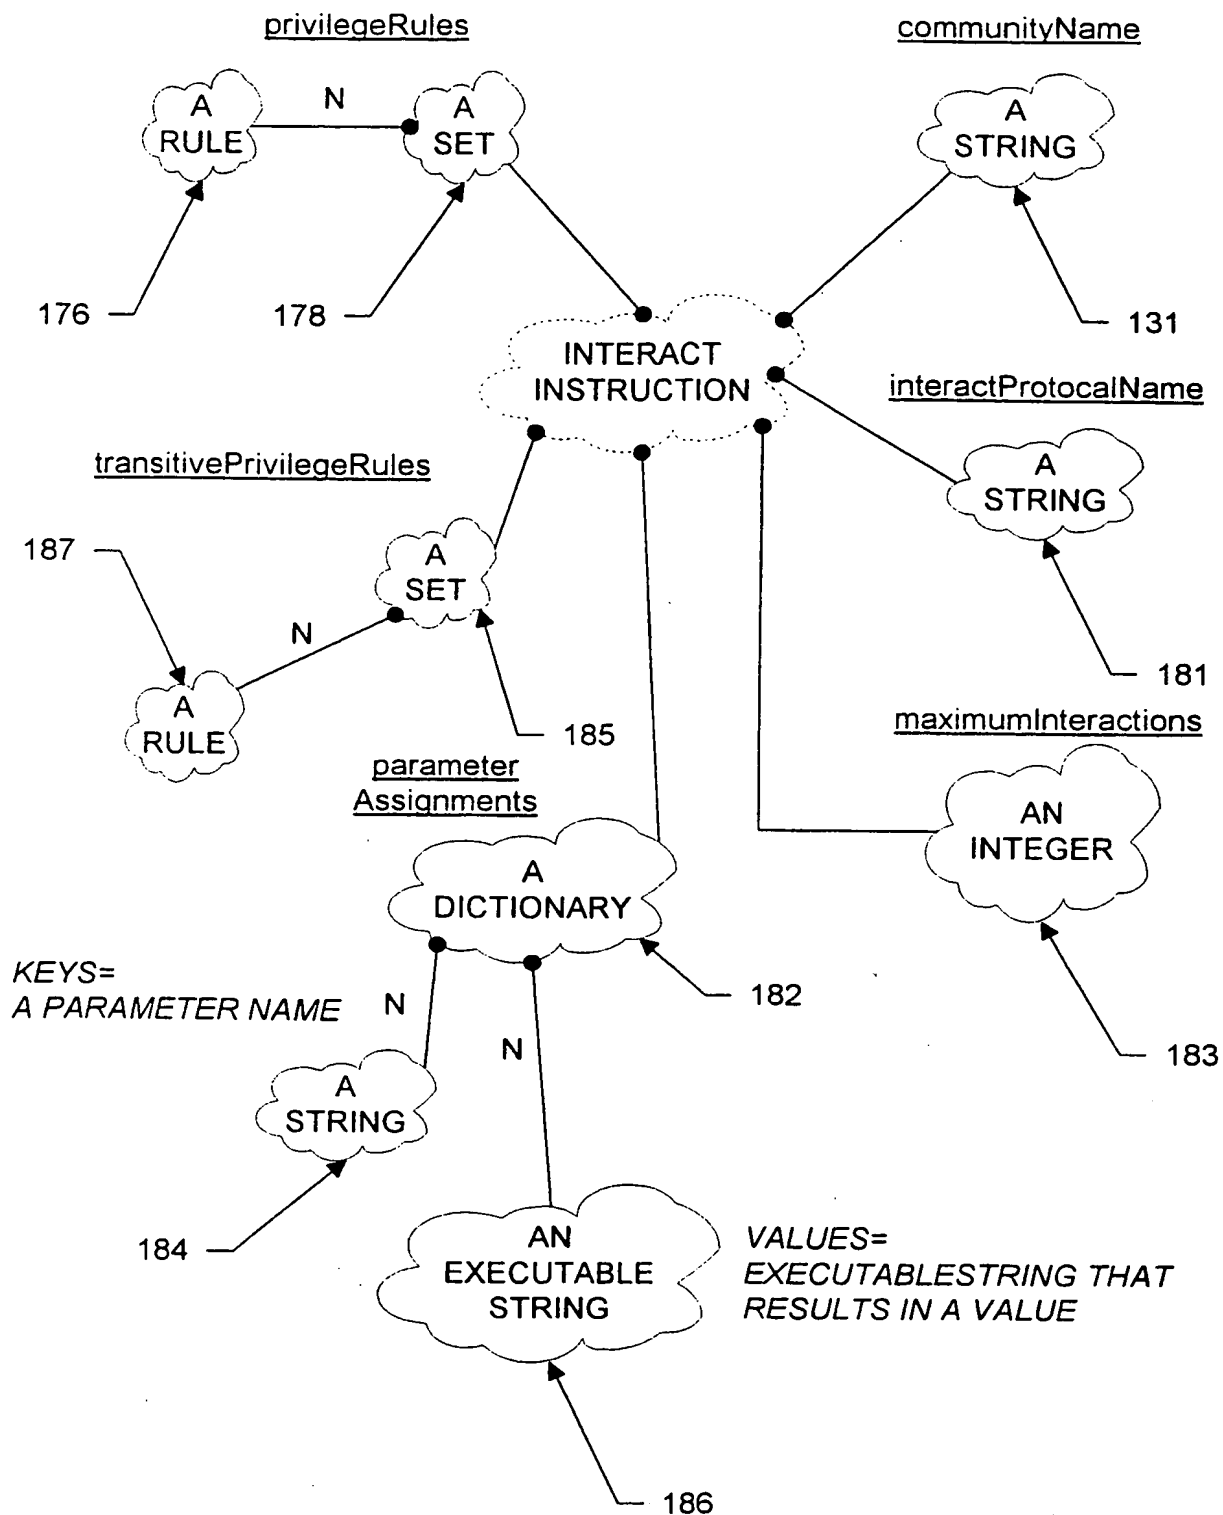 privilegeRules
communityName
A
RULE
N
A
SET
A
STRING
176
178
131
INTERACT
INSTRUCTION
interactProtocalName
transitivePrivilegeRules
A
STRING
187
A
SET
N
181
A
RULE
185
maximumInteractions
parameter
Assignments
AN
INTEGER
A
DICTIONARY
KEYS=
A PARAMETER NAME
N
N
182
183
A
STRING
184
AN
EXECUTABLE
STRING
VALUES=
EXECUTABLESTRING THAT
RESULTS IN A VALUE
186